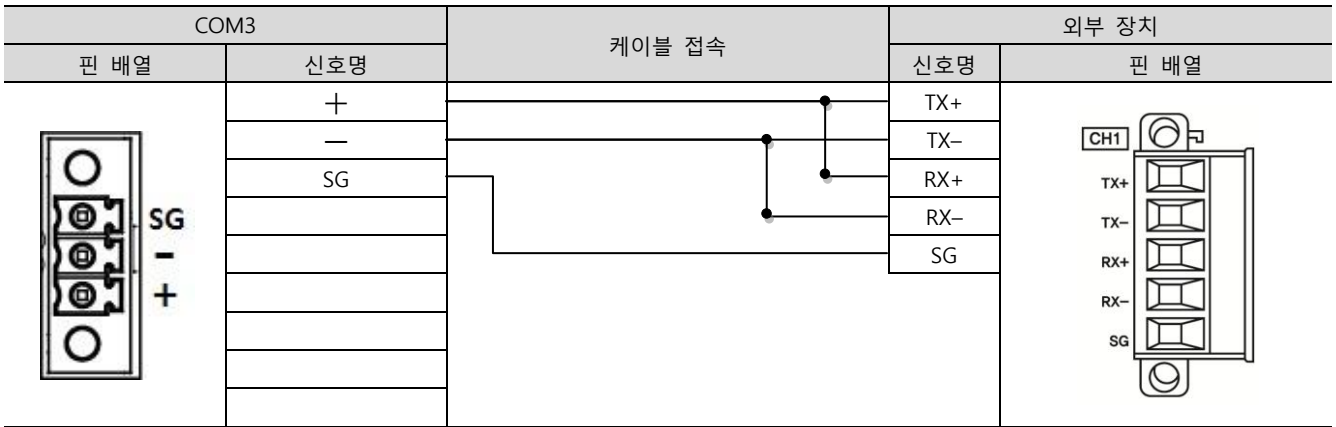 COM3 케이블 접속 외부 장치
핀 배열 신호명 신호명 핀 배열
+ TX+
— TX–
SG RX+
RX–
SG
SG
-
+
CH1
TX+
TX–
RX+
RX–
SG